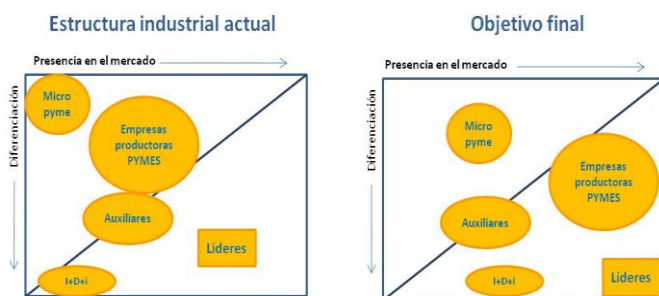 Estructura industrial actual
Presencia en el mercado
Diferenciación
Micro
pyme
Empresas
productoras
PYMES
Auxiliares
Líderes
I+D+i
Objetivo final
Presencia en el mercado
Diferenciación
Micro
pyme
Empresas
productoras
PYMES
Auxiliares
I+D+i
Líderes